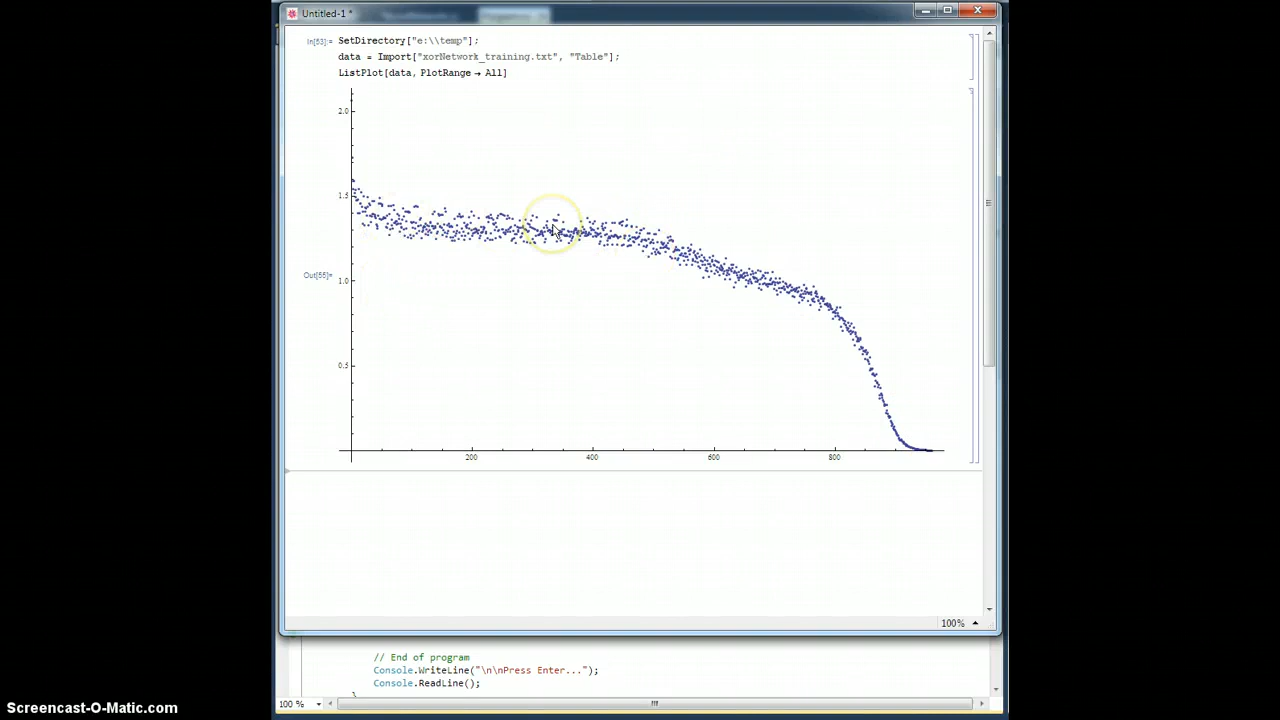 Untitled-1 *
In[53]:= SetDirectory["e:\\temp"];
data = Import["xorNetwork_training.txt", "Table"];
ListPlot[data, PlotRange → All]
2.0
1.5
1.0
0.5
Out[55]=
200 400 600 800
100%
// End of program
Console.WriteLine("\n\nPress Enter...");
Console.ReadLine();
}
100 %
Screencast-O-Matic.com